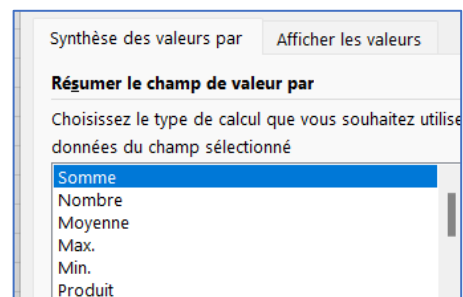 Synthèse des valeurs par Afficher les valeurs
Résumer le champ de valeur par
Choisissez le type de calcul que vous souhaitez
données du champ sélectionné
Somme
Nombre
Moyenne
Max.
Min.
Produit